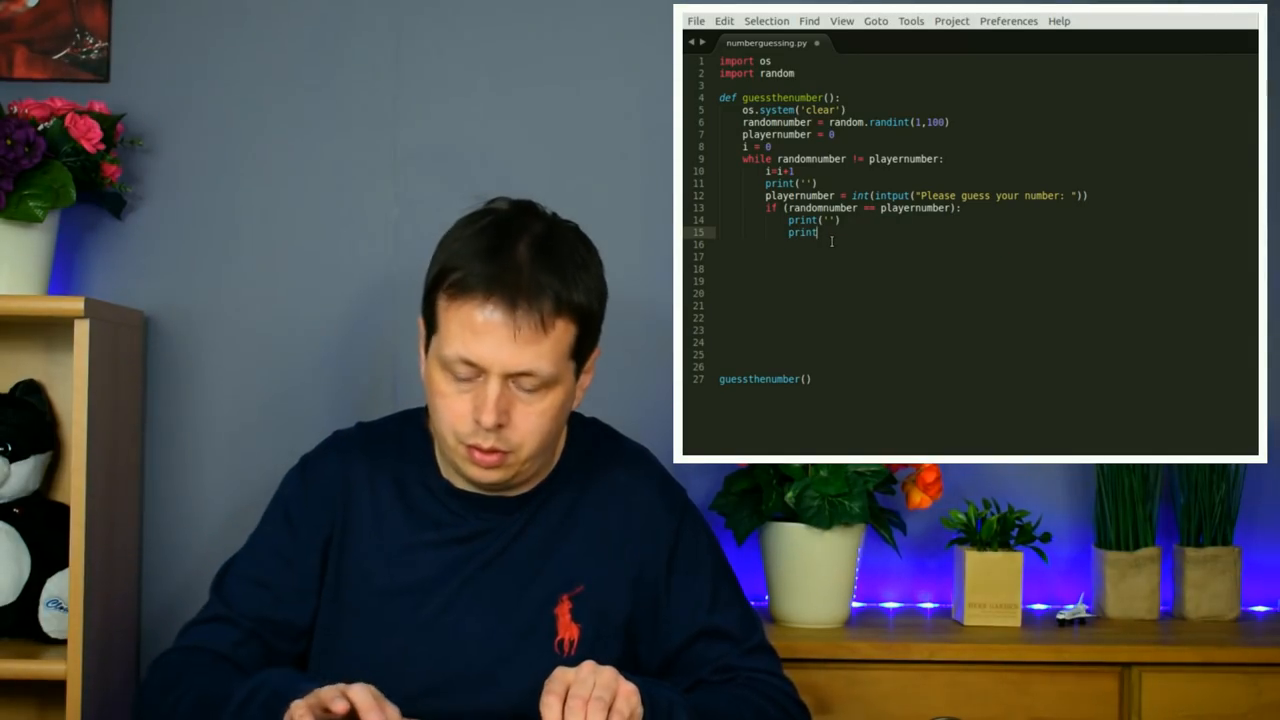 File Edit Selection Find View Goto Tools Project Preferences Help
numberguessing.py
1 import os
2 import random
3
4 def guessthenumber():
5 os.system('clear')
6 randomnumber = random.randint(1,100)
7 playernumber = 0
8 i = 0
9 while randomnumber != playernumber:
10 i=i+1
11 print('')
12 playernumber = int(intput("Please guess your number: "))
13 if (randomnumber == playernumber):
14 print('')
15 print
16
17
18
19
20
21
22
23
24
25
26
27 guessthenumber()